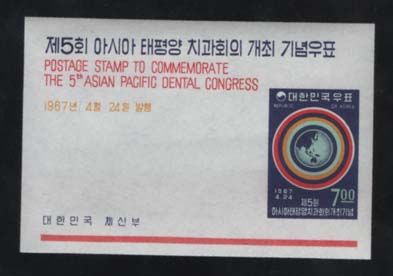 제5회 아시아 태평양 치과회의 개최 기념우표
POSTAGE STAMP TO COMMEMORATE
THE 5th ASIAN PACIFIC DENTAL CONGRESS
1967년 4월 24일 발행
대한민국우표
REPUBLIC OF KOREA
1967
4.24
제5회
7.00
아시아태평양치과회의개최기념
대한민국 체신부